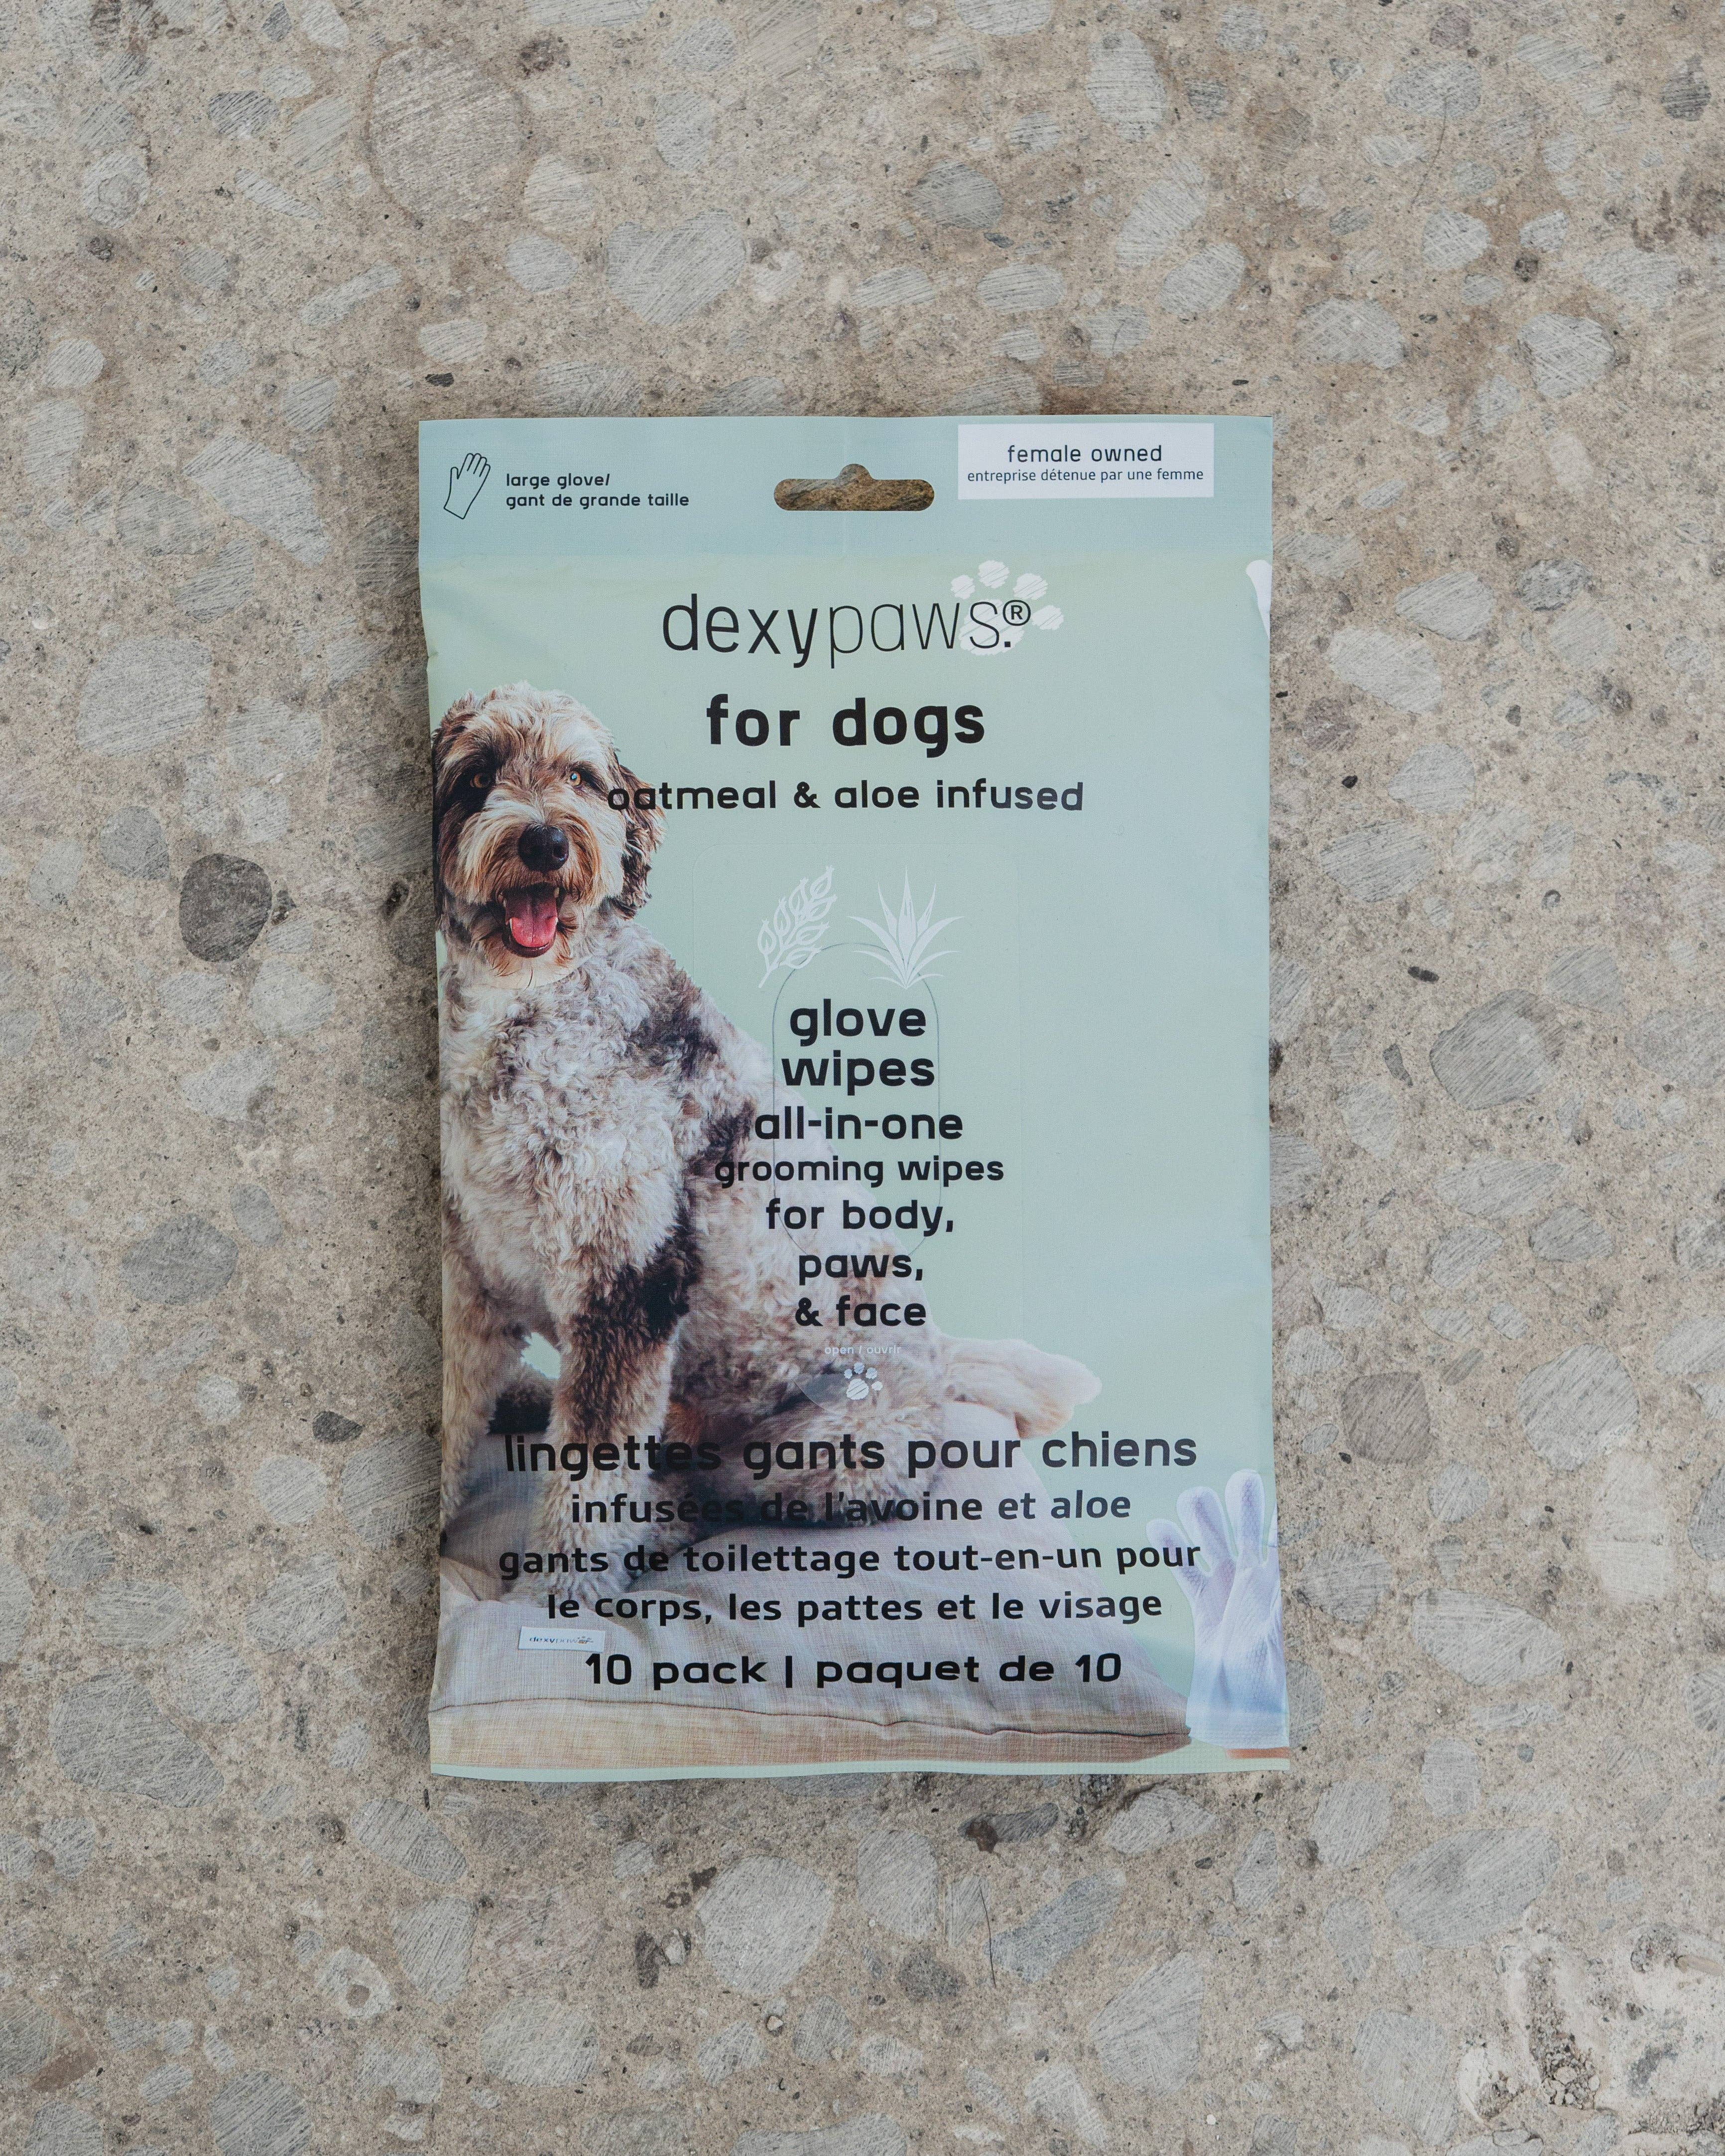 large glove/
gant de grande taille
female owned
entreprise détenue par une femme
dexypaws.®
for dogs
oatmeal & aloe infused
glove
wipes
all-in-one
grooming wipes
for body,
paws,
& face
open / ouvrir
lingettes gants pour chiens
infusées de l'avoine et aloe
gants de toilettage tout-en-un pour
le corps, les pattes et le visage
dexypaws
10 pack | paquet de 10